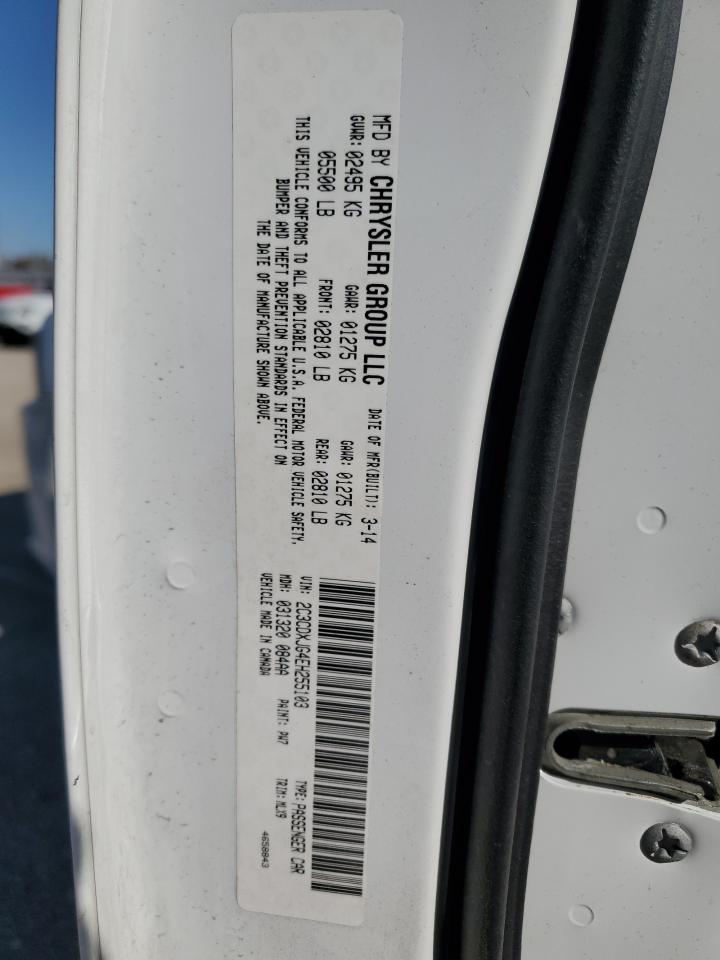 MFD BY CHRYSLER GROUP LLC DATE OF MFR(BUILT): 3-14
GVWR: 02495 KG GAWR: 01275 KG GAWR: 01275 KG
05500 LB FRONT: 02810 LB REAR: 02810 LB
THIS VEHICLE CONFORMS TO ALL APPLICABLE U.S.A. FEDERAL MOTOR VEHICLE SAFETY,
BUMPER AND THEFT PREVENTION STANDARDS IN EFFECT ON
THE DATE OF MANUFACTURE SHOWN ABOVE.
VIN: 2C3CDXJG4EH255103 TYPE: PASSENGER CAR
MDH: 031320 084AA PAINT: PW7 TRIM: MLX9
VEHICLE MADE IN CANADA 4658843